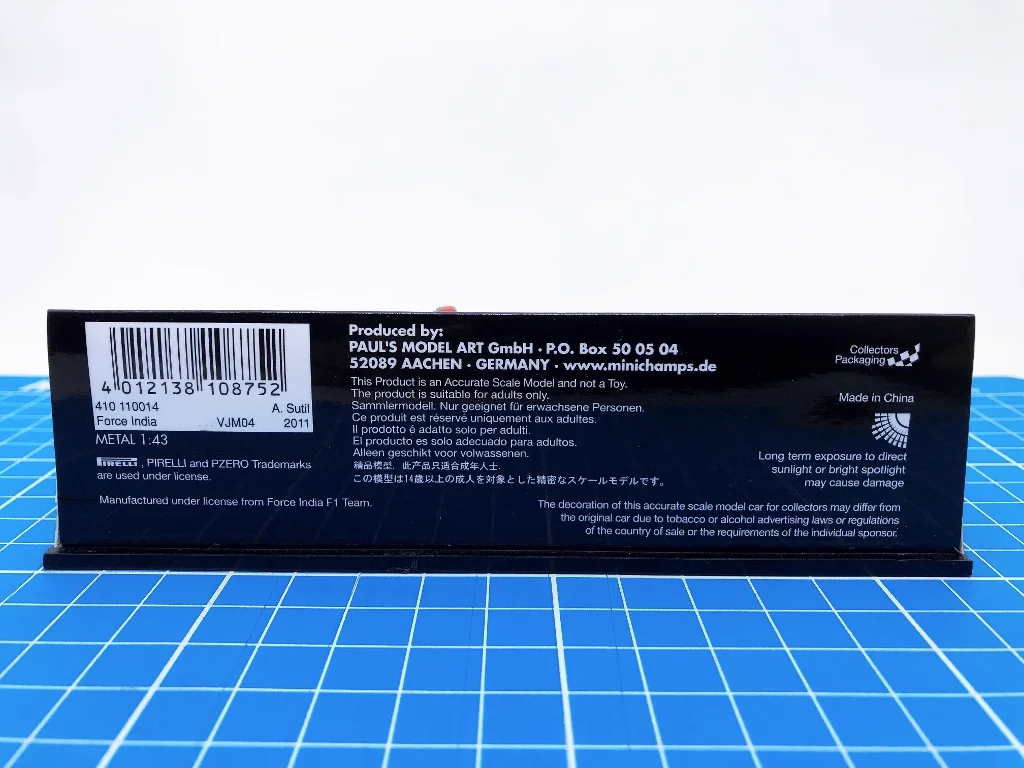 4 012138 108752
410 110014 A. Sutil
Force India VJM04 2011
METAL 1:43
PIRELLI, PIRELLI and PZERO Trademarks
are used under license.
Manufactured under license from Force India F1 Team.
Produced by:
PAUL'S MODEL ART GmbH · P.O. Box 50 05 04
52089 AACHEN · GERMANY · www.minichamps.de
This Product is an Accurate Scale Model and not a Toy.
The product is suitable for adults only.
Sammlermodell. Nur geeignet für erwachsene Personen.
Ce produit est réservé uniquement aux adultes.
Il prodotto é adatto solo per adulti.
El producto es solo adecuado para adultos.
Alleen geschikt voor volwassenen.
精品模型, 此产品只适合成年人士.
この模型は14歳以上の成人を対象とした精密なスケールモデルです。
Collectors
Packaging
Made in China
Long term exposure to direct
sunlight or bright spotlight
may cause damage
The decoration of this accurate scale model car for collectors may differ from
the original car due to tobacco or alcohol advertising laws or regulations
of the country of sale or the requirements of the individual sponsor.